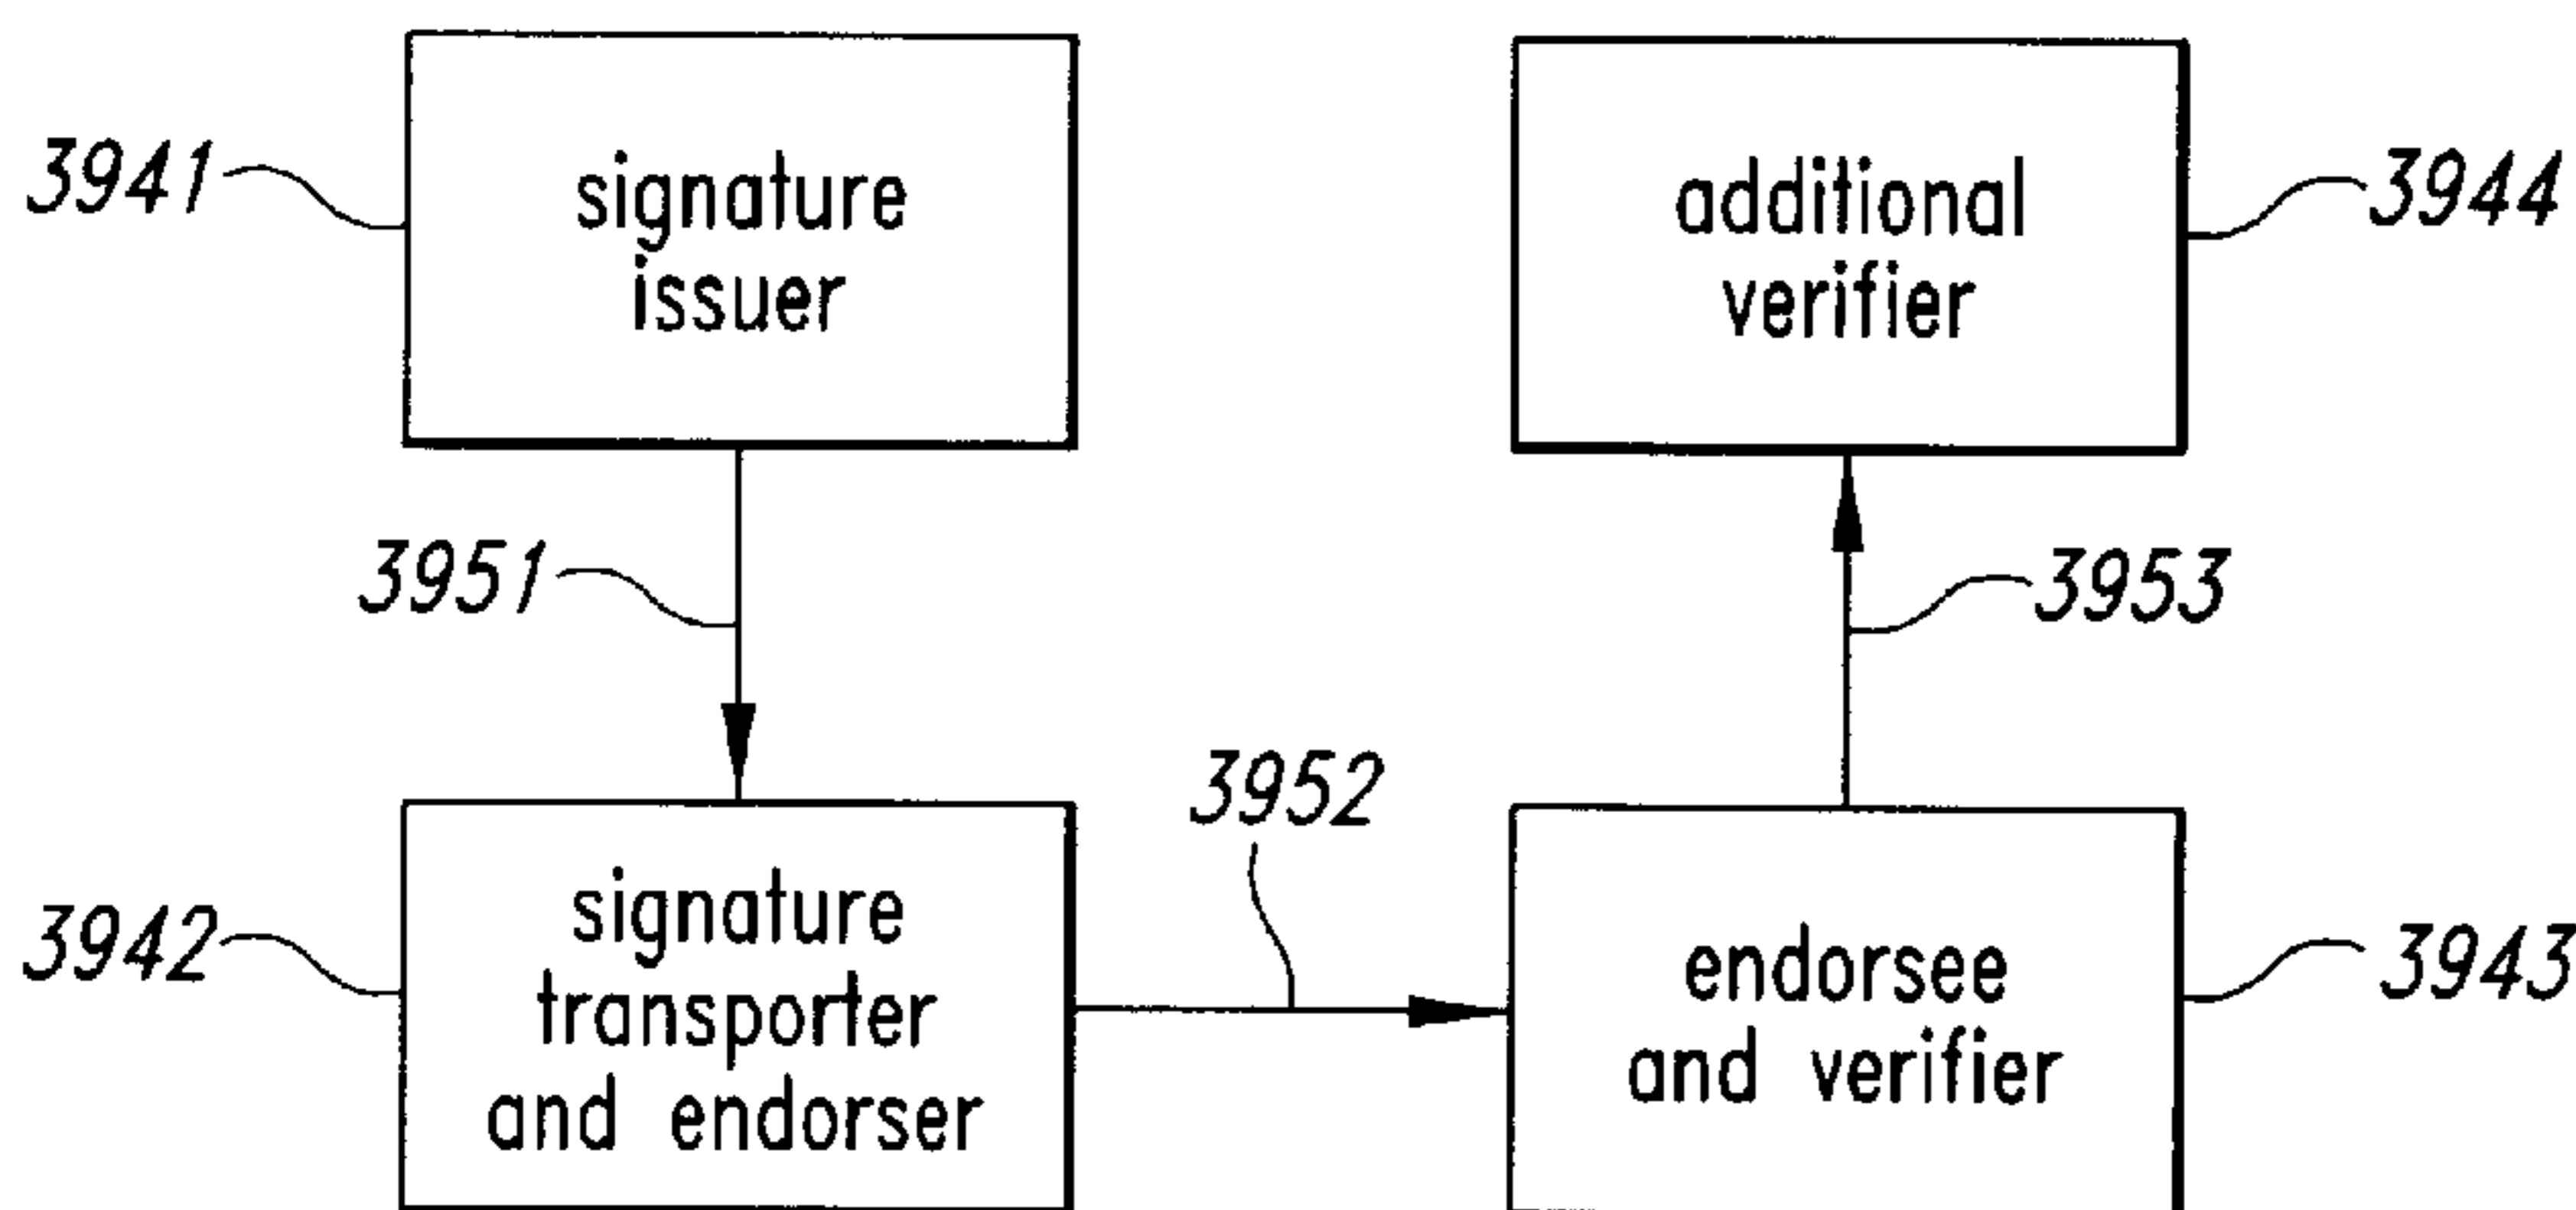 3941
signature
issuer
additional
verifier
3944
3951
3953
3952
3942
signature
transporter
and endorser
endorsee
and verifier
3943